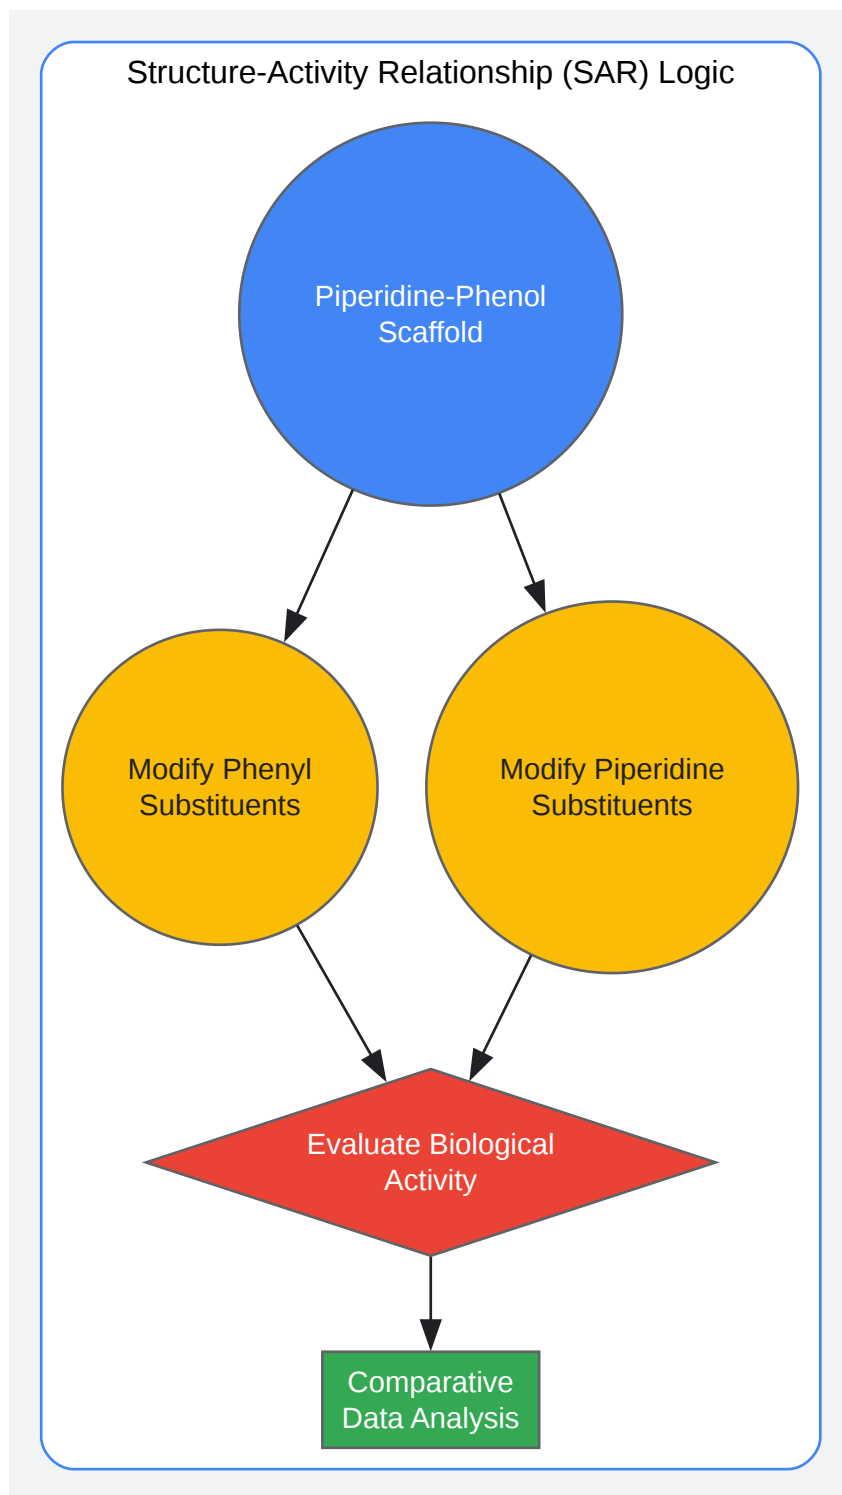 Structure-Activity Relationship (SAR) Logic
Piperidine-Phenol
Scaffold
Modify Phenyl
Substituents
Modify Piperidine
Substituents
Evaluate Biological
Activity
Comparative
Data Analysis